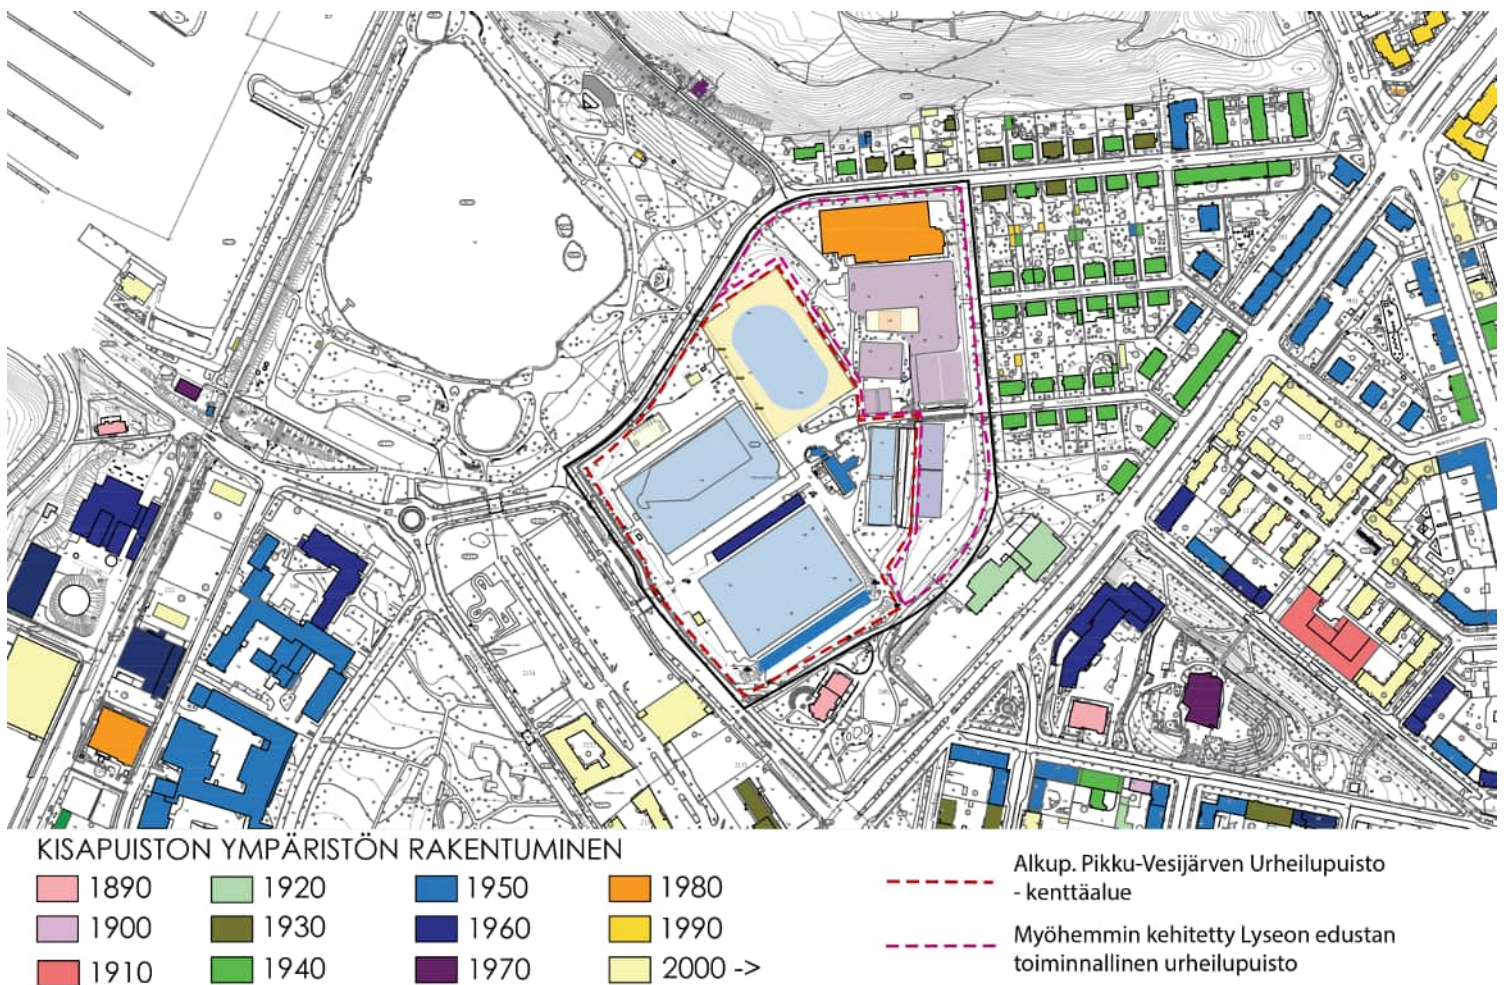 KISAPUISTON YMPÄRISTÖN RAKENTUMINEN
1890
1900
1910
1920
1930
1940
1950
1960
1970
1980
1990
2000 ->
Alkup. Pikku-Vesijärven Urheilupuisto
- kenttäalue
Myöhemmin kehitetty Lyseon edustan
toiminnallinen urheilupuisto